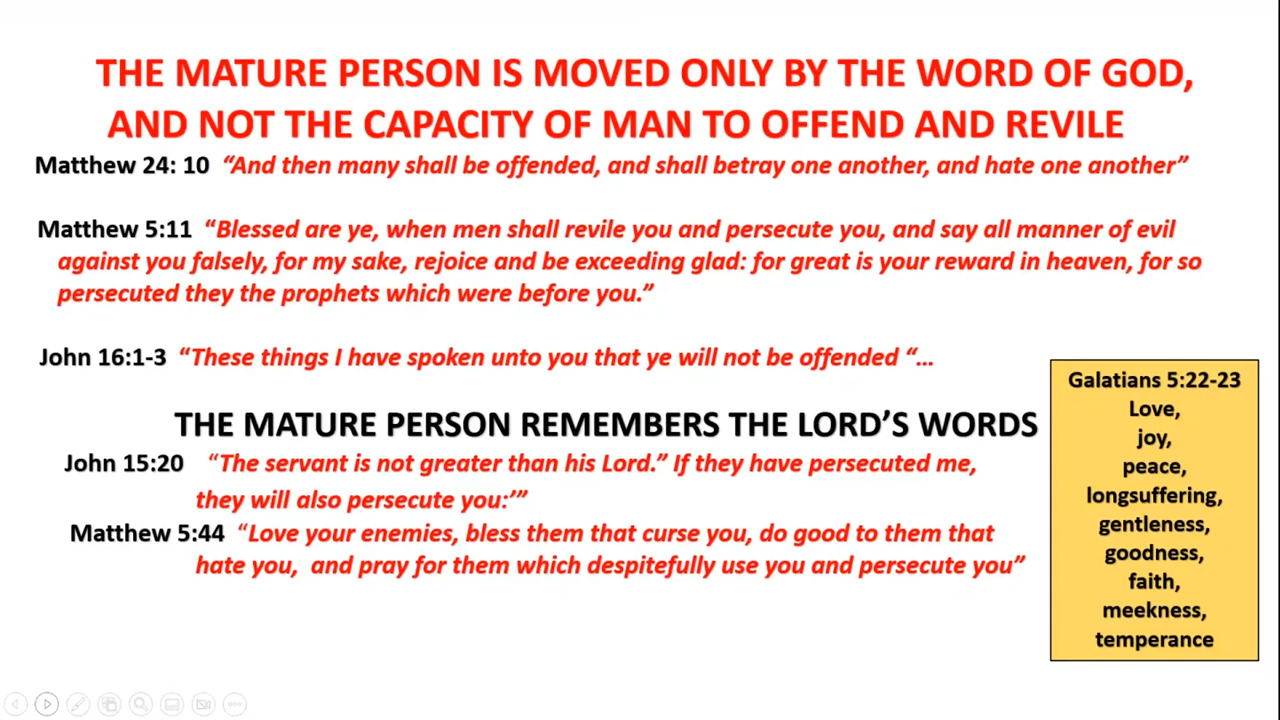 THE MATURE PERSON IS MOVED ONLY BY THE WORD OF GOD,
AND NOT THE CAPACITY OF MAN TO OFFEND AND REVILE
Matthew 24: 10 “And then many shall be offended, and shall betray one another, and hate one another”
Matthew 5:11 “Blessed are ye, when men shall revile you and persecute you, and say all manner of evil
against you falsely, for my sake, rejoice and be exceeding glad: for great is your reward in heaven, for so
persecuted they the prophets which were before you.”
John 16:1-3 “These things I have spoken unto you that ye will not be offended “…
THE MATURE PERSON REMEMBERS THE LORD’S WORDS
John 15:20 “The servant is not greater than his Lord.” If they have persecuted me,
they will also persecute you:’”
Matthew 5:44 “Love your enemies, bless them that curse you, do good to them that
hate you, and pray for them which despitefully use you and persecute you”
Galatians 5:22-23
Love,
joy,
peace,
longsuffering,
gentleness,
goodness,
faith,
meekness,
temperance